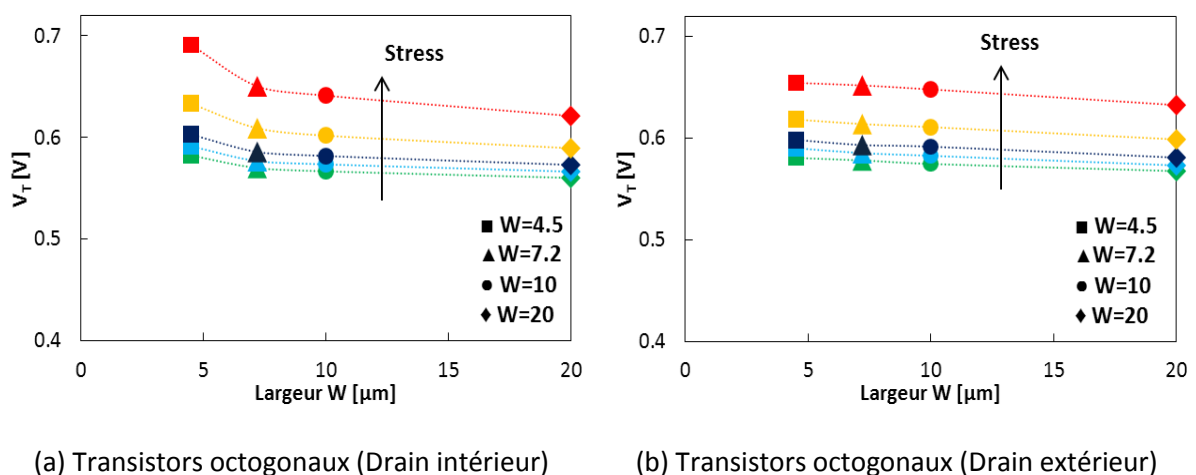 0.7
0.6
0.5
0.4
V_T [V]
Stress
W=4.5
W=7.2
W=10
W=20
0 5 10 15 20
Largeur W [µm]
(a) Transistors octogonaux (Drain intérieur)
0.7
0.6
0.5
0.4
V_T [V]
Stress
W=4.5
W=7.2
W=10
W=20
0 5 10 15 20
Largeur W [µm]
(b) Transistors octogonaux (Drain extérieur)